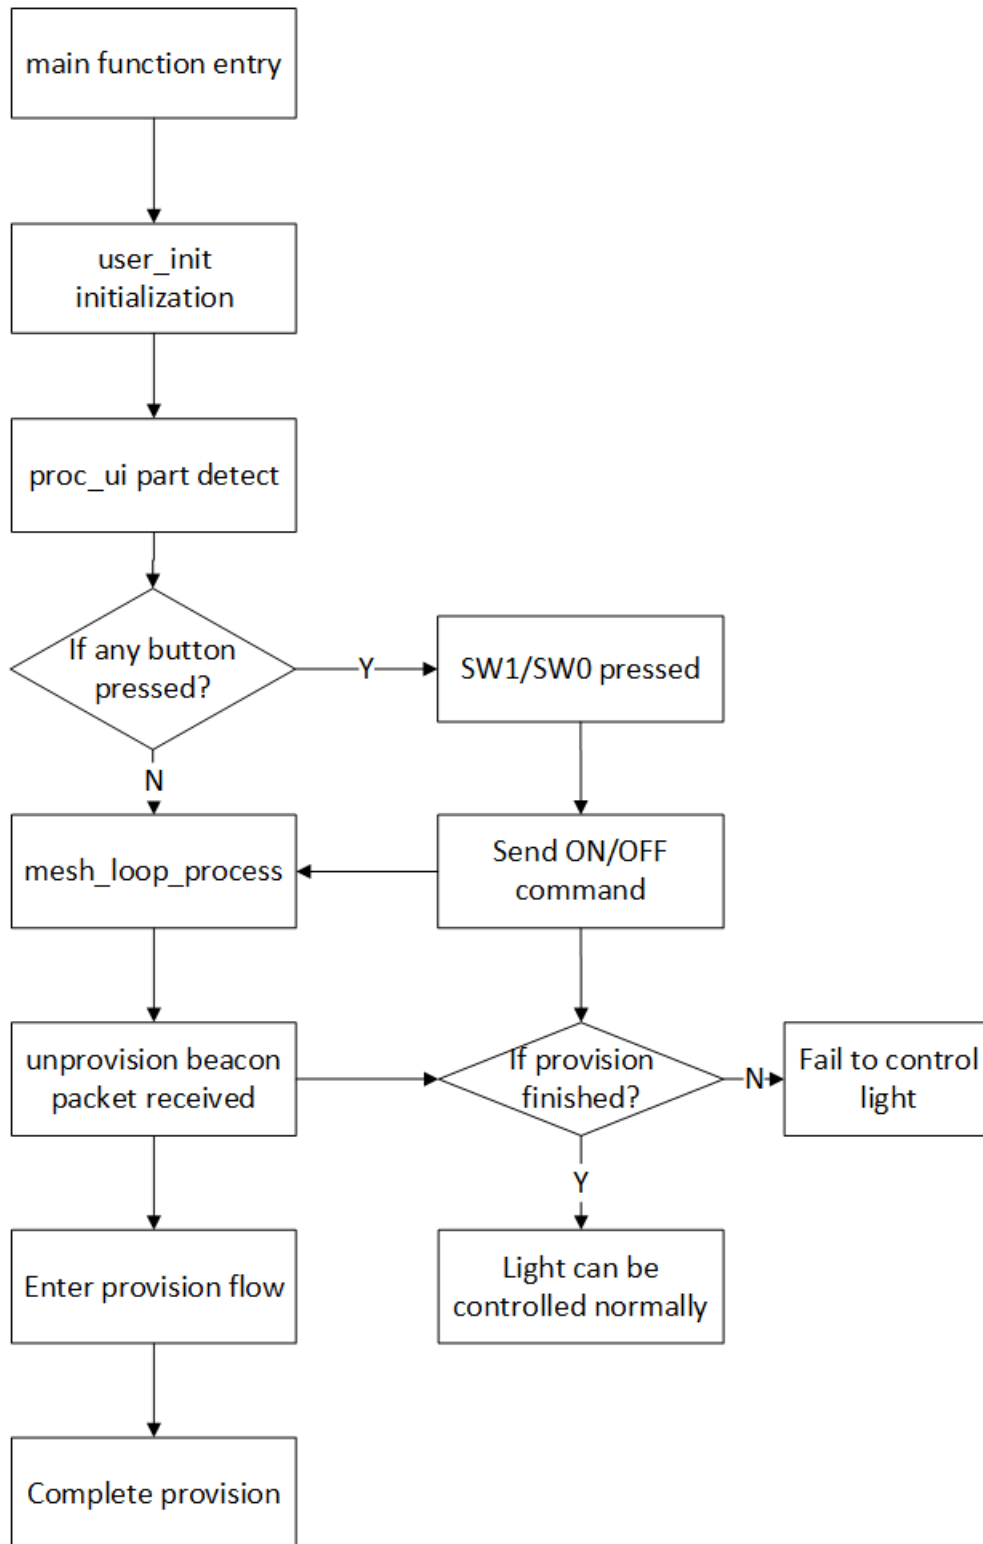 main function entry
user_init
initialization
proc_ui part detect
If any button
pressed?
Y
SW1/SW0 pressed
N
mesh_loop_process
Send ON/OFF
command
unprovision beacon
packet received
If provision
finished?
N
Fail to control
light
Y
Enter provision flow
Light can be
controlled normally
Complete provision